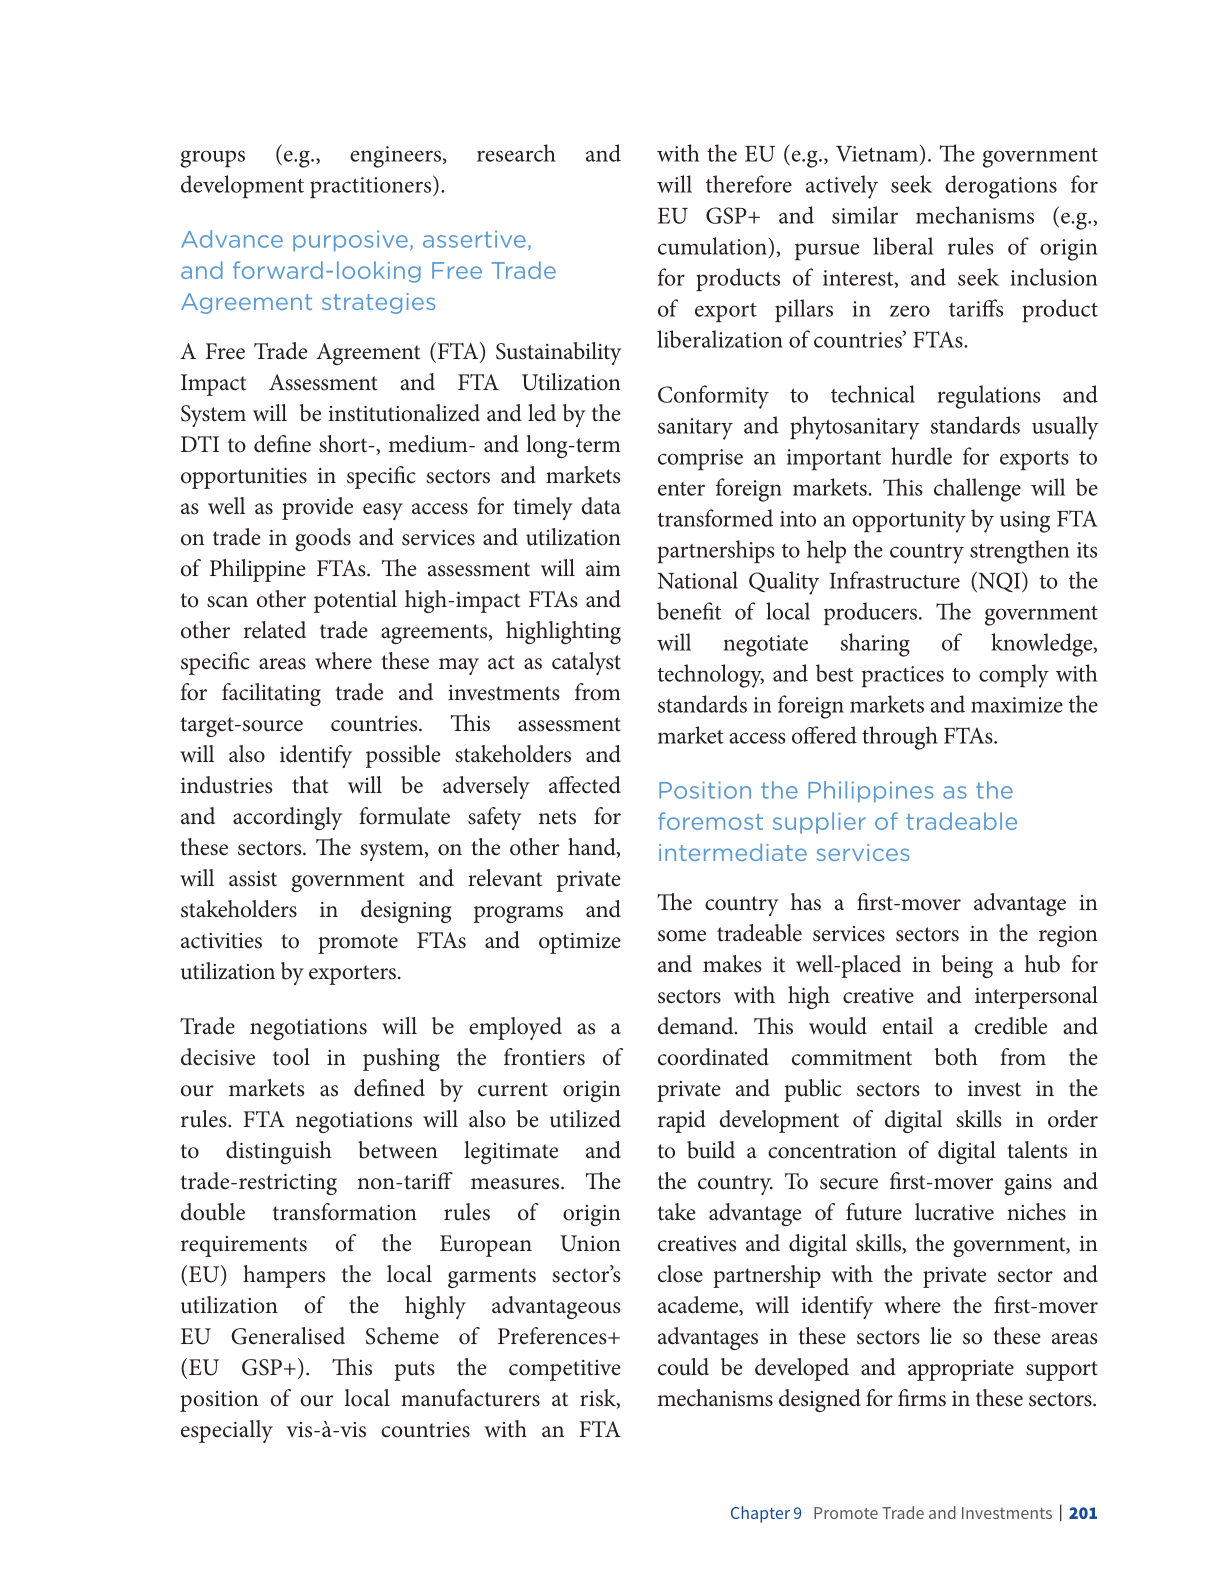 groups (e.g., engineers, research and
development practitioners).
Advance purposive, assertive,
and forward-looking Free Trade
Agreement strategies
A Free Trade Agreement (FTA) Sustainability
Impact Assessment and FTA Utilization
System will be institutionalized and led by the
DTI to define short-, medium- and long-term
opportunities in specific sectors and markets
as well as provide easy access for timely data
on trade in goods and services and utilization
of Philippine FTAs. The assessment will aim
to scan other potential high-impact FTAs and
other related trade agreements, highlighting
specific areas where these may act as catalyst
for facilitating trade and investments from
target-source countries. This assessment
will also identify possible stakeholders and
industries that will be adversely affected
and accordingly formulate safety nets for
these sectors. The system, on the other hand,
will assist government and relevant private
stakeholders in designing programs and
activities to promote FTAs and optimize
utilization by exporters.
Trade negotiations will be employed as a
decisive tool in pushing the frontiers of
our markets as defined by current origin
rules. FTA negotiations will also be utilized
to distinguish between legitimate and
trade-restricting non-tariff measures. The
double transformation rules of origin
requirements of the European Union
(EU) hampers the local garments sector’s
utilization of the highly advantageous
EU Generalised Scheme of Preferences+
(EU GSP+). This puts the competitive
position of our local manufacturers at risk,
especially vis-à-vis countries with an FTA
with the EU (e.g., Vietnam). The government
will therefore actively seek derogations for
EU GSP+ and similar mechanisms (e.g.,
cumulation), pursue liberal rules of origin
for products of interest, and seek inclusion
of export pillars in zero tariffs product
liberalization of countries’ FTAs.
Conformity to technical regulations and
sanitary and phytosanitary standards usually
comprise an important hurdle for exports to
enter foreign markets. This challenge will be
transformed into an opportunity by using FTA
partnerships to help the country strengthen its
National Quality Infrastructure (NQI) to the
benefit of local producers. The government
will negotiate sharing of knowledge,
technology, and best practices to comply with
standards in foreign markets and maximize the
market access offered through FTAs.
Position the Philippines as the
foremost supplier of tradeable
intermediate services
The country has a first-mover advantage in
some tradeable services sectors in the region
and makes it well-placed in being a hub for
sectors with high creative and interpersonal
demand. This would entail a credible and
coordinated commitment both from the
private and public sectors to invest in the
rapid development of digital skills in order
to build a concentration of digital talents in
the country. To secure first-mover gains and
take advantage of future lucrative niches in
creatives and digital skills, the government, in
close partnership with the private sector and
academe, will identify where the first-mover
advantages in these sectors lie so these areas
could be developed and appropriate support
mechanisms designed for firms in these sectors.
Chapter 9 Promote Trade and Investments | 201